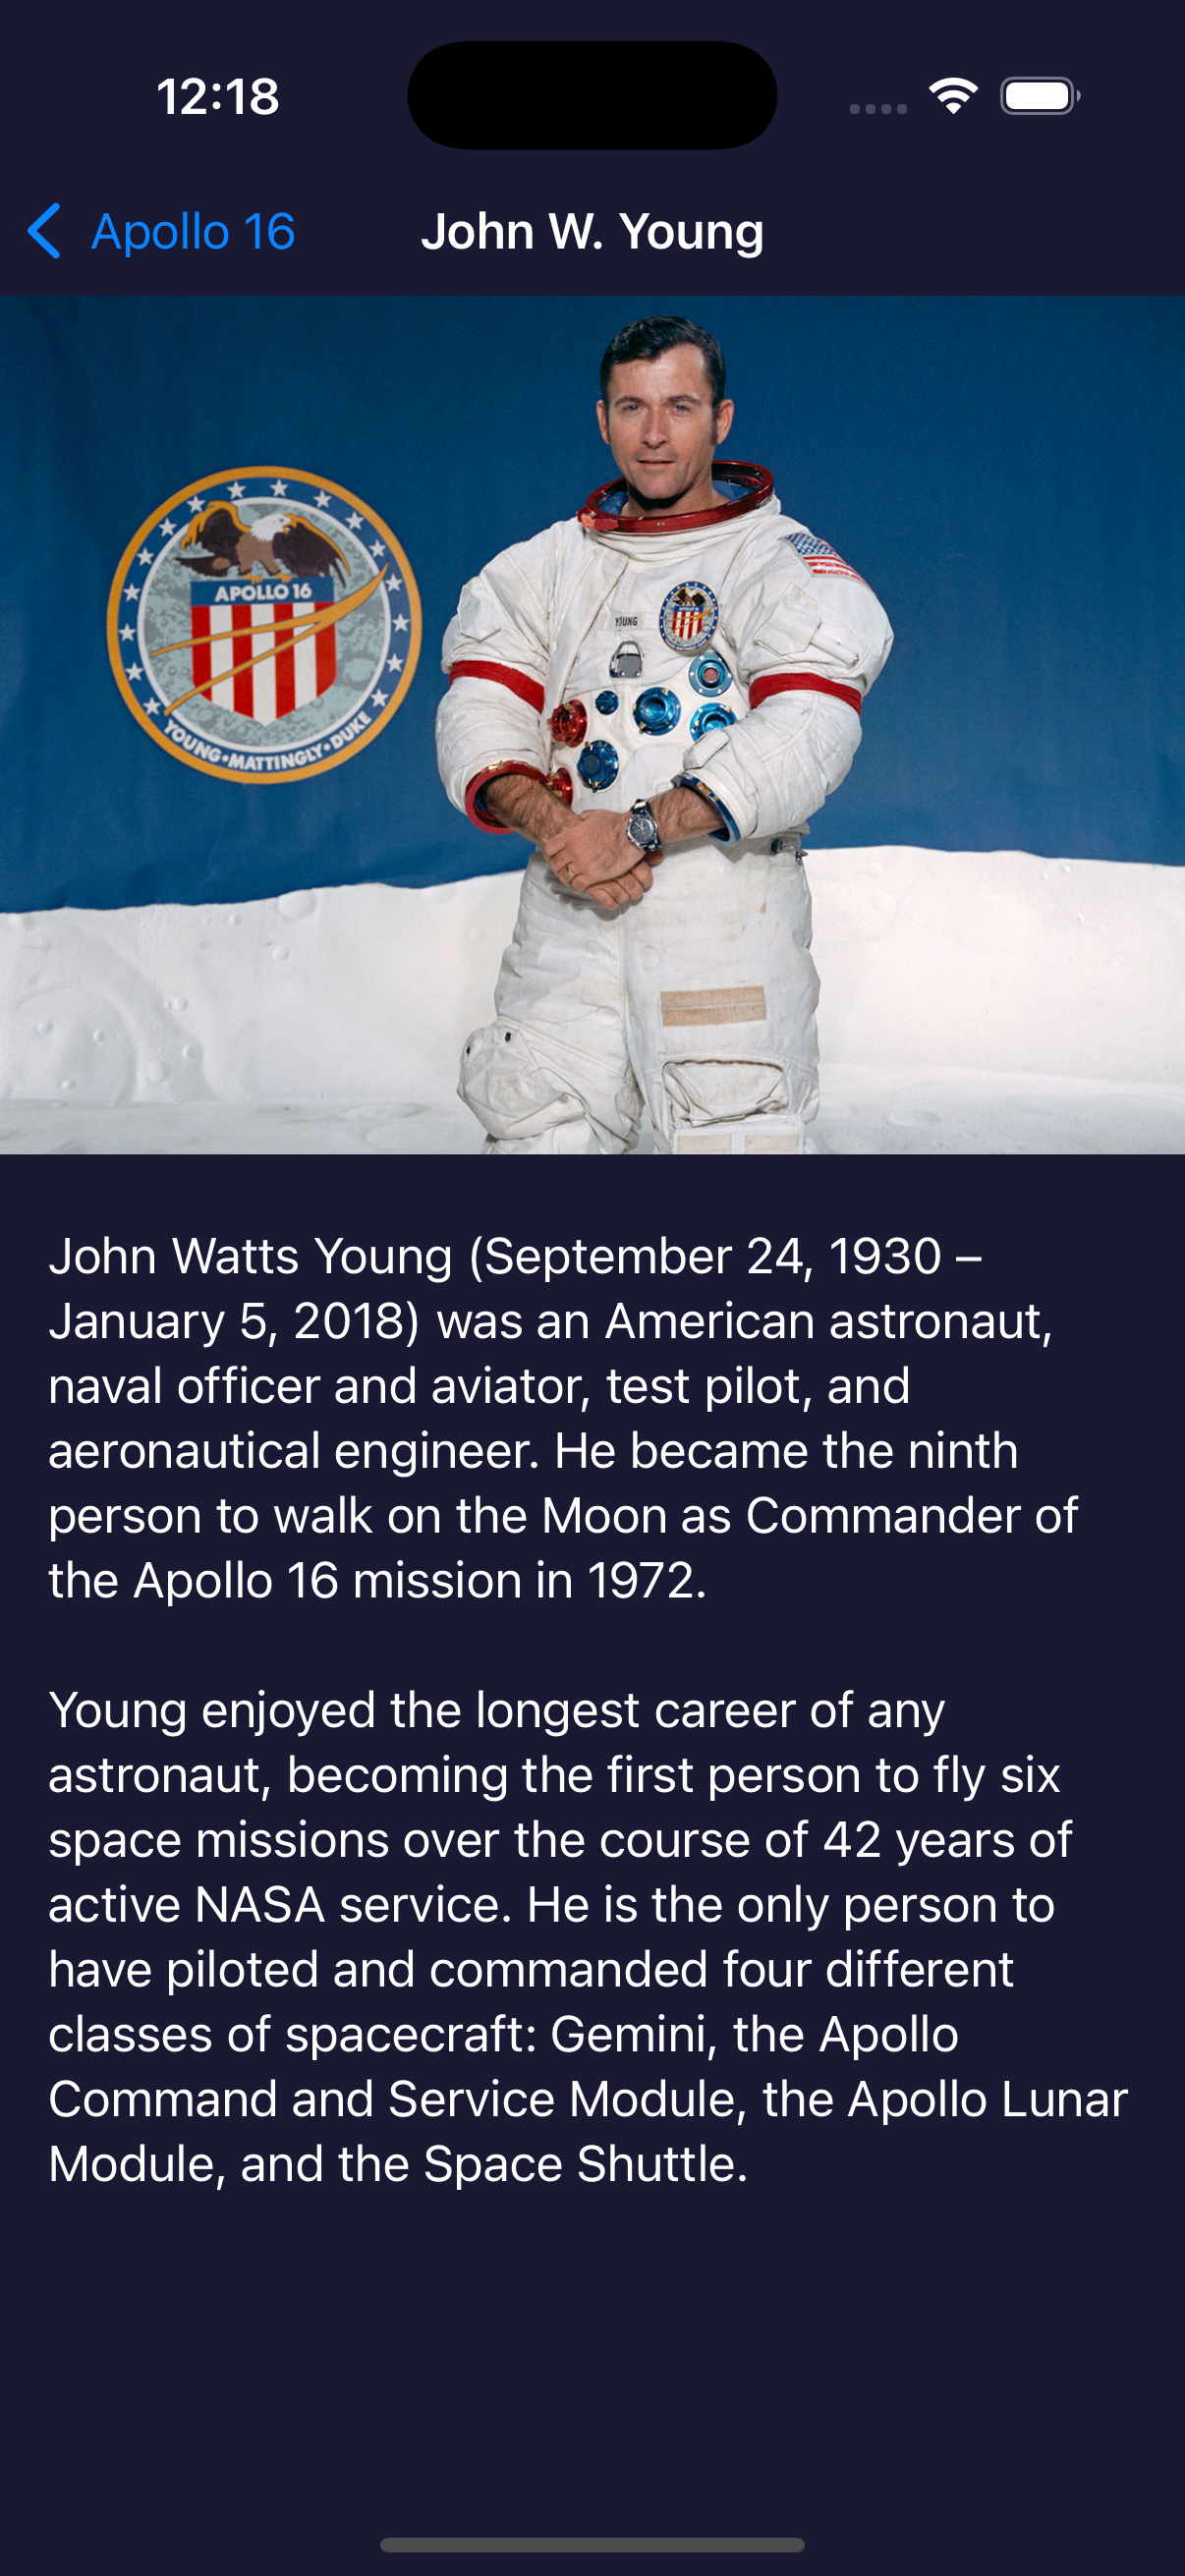 12:18
Apollo 16
John W. Young
APOLLO 16
YOUNG•MATTINGLY•DUKE
YOUNG
APOLLO 16
John Watts Young (September 24, 1930 –
January 5, 2018) was an American astronaut,
naval officer and aviator, test pilot, and
aeronautical engineer. He became the ninth
person to walk on the Moon as Commander of
the Apollo 16 mission in 1972.
Young enjoyed the longest career of any
astronaut, becoming the first person to fly six
space missions over the course of 42 years of
active NASA service. He is the only person to
have piloted and commanded four different
classes of spacecraft: Gemini, the Apollo
Command and Service Module, the Apollo Lunar
Module, and the Space Shuttle.